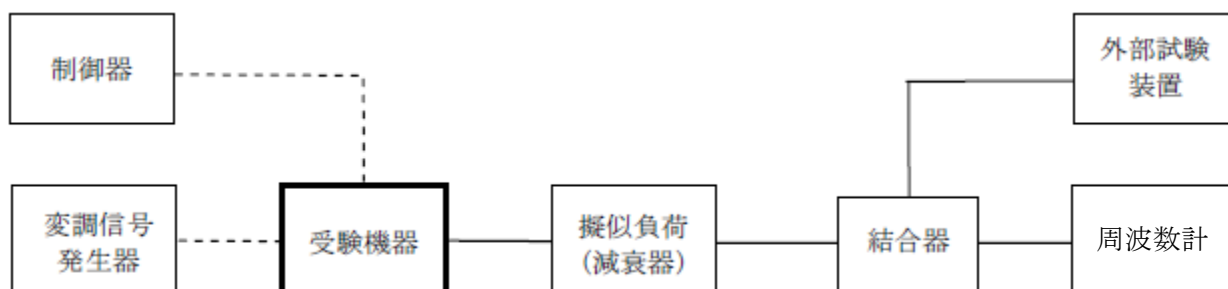 制御器
外部試験
装置
変調信号
発生器
受験機器
擬似負荷
(減衰器)
結合器
周波数計